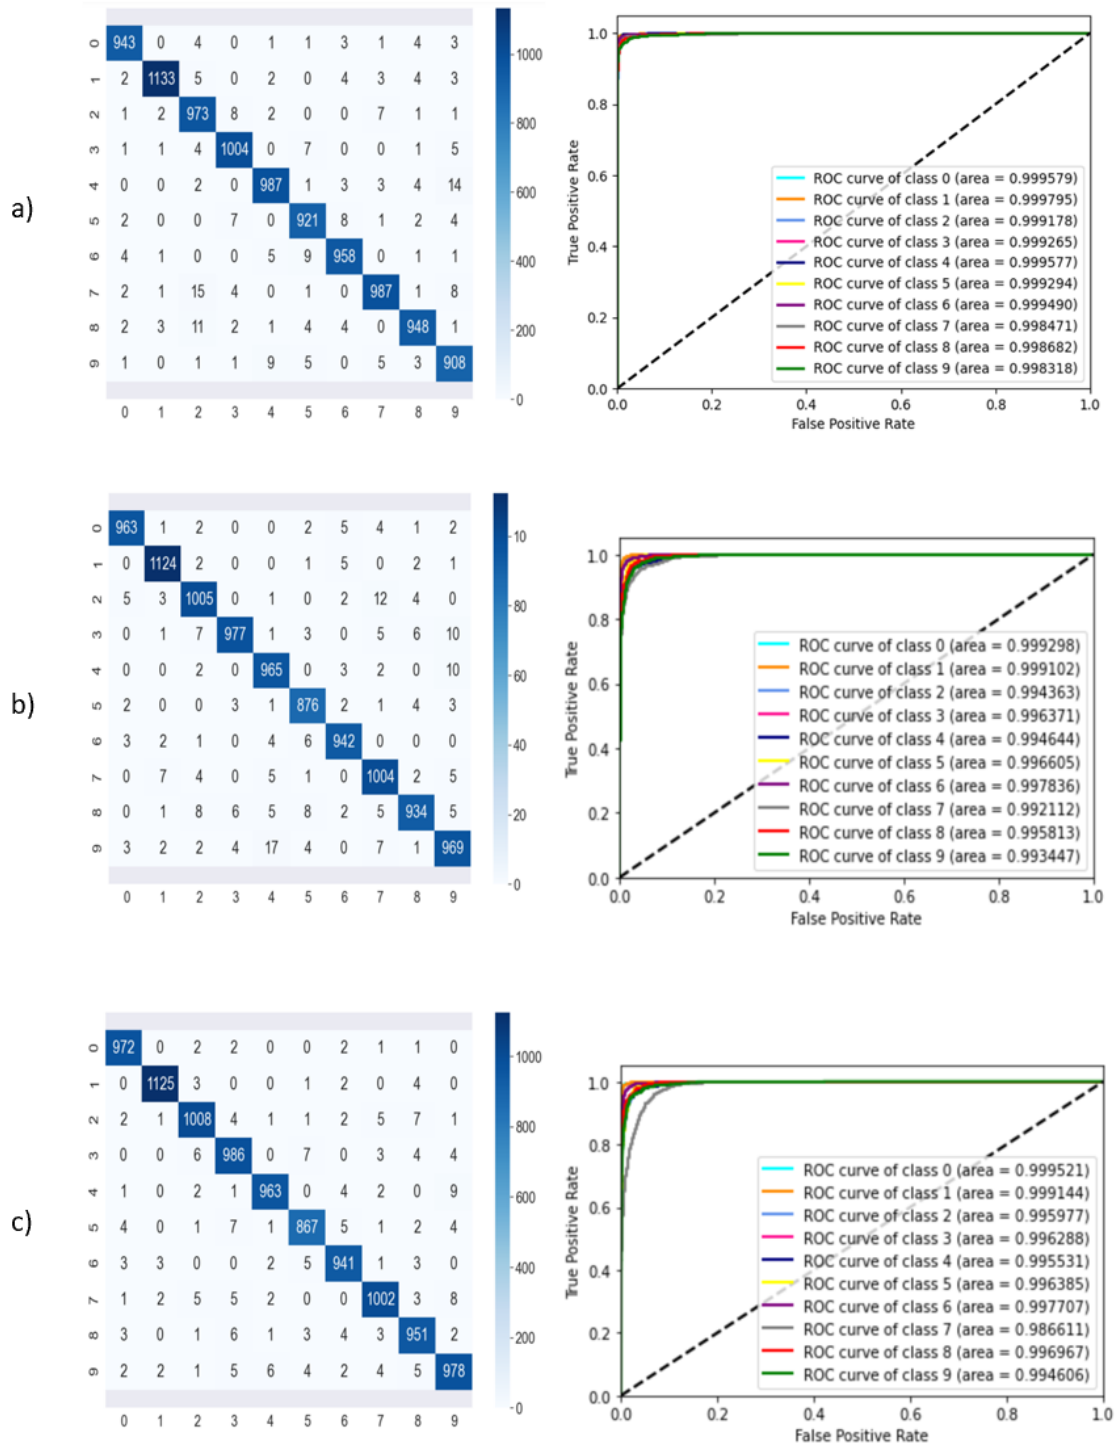 a)
0 943 0 4 0 1 1 3 1 4 3
1 2 1133 5 0 2 0 4 3 4 3
2 1 2 973 8 2 0 0 7 1 1
3 1 1 4 1004 0 7 0 0 1 5
4 0 0 2 0 987 1 3 3 4 14
5 2 0 0 7 0 921 8 1 2 4
6 4 1 0 0 5 9 958 0 1 1
7 2 1 15 4 0 1 0 987 1 8
8 2 3 11 2 1 4 4 0 948 1
9 1 0 1 1 9 5 0 5 3 908
0 1 2 3 4 5 6 7 8 9
1000
800
600
400
200
0
True Positive Rate
1.0
0.8
0.6
0.4
0.2
0.0
ROC curve of class 0 (area = 0.999579)
ROC curve of class 1 (area = 0.999795)
ROC curve of class 2 (area = 0.999178)
ROC curve of class 3 (area = 0.999265)
ROC curve of class 4 (area = 0.999577)
ROC curve of class 5 (area = 0.999294)
ROC curve of class 6 (area = 0.999490)
ROC curve of class 7 (area = 0.998471)
ROC curve of class 8 (area = 0.998682)
ROC curve of class 9 (area = 0.998318)
0.0 0.2 0.4 0.6 0.8 1.0
False Positive Rate
b)
0 963 1 2 0 0 2 5 4 1 2
1 0 1124 2 0 0 1 5 0 2 1
2 5 3 1005 0 1 0 2 12 4 0
3 0 1 7 977 1 3 0 5 6 10
4 0 0 2 0 965 0 3 2 0 10
5 2 0 0 3 1 876 2 1 4 3
6 3 2 1 0 4 6 942 0 0 0
7 0 7 4 0 5 1 0 1004 2 5
8 0 1 8 6 5 8 2 5 934 5
9 3 2 2 4 17 4 0 7 1 969
0 1 2 3 4 5 6 7 8 9
10
80
60
40
20
0
True Positive Rate
1.0
0.8
0.6
0.4
0.2
0.0
ROC curve of class 0 (area = 0.999298)
ROC curve of class 1 (area = 0.999102)
ROC curve of class 2 (area = 0.994363)
ROC curve of class 3 (area = 0.996371)
ROC curve of class 4 (area = 0.994644)
ROC curve of class 5 (area = 0.996605)
ROC curve of class 6 (area = 0.997836)
ROC curve of class 7 (area = 0.992112)
ROC curve of class 8 (area = 0.995813)
ROC curve of class 9 (area = 0.993447)
0.0 0.2 0.4 0.6 0.8 1.0
False Positive Rate
c)
0 972 0 2 2 0 0 2 1 1 0
1 0 1125 3 0 0 1 2 0 4 0
2 2 1 1008 4 1 1 2 5 7 1
3 0 0 6 986 0 7 0 3 4 4
4 1 0 2 1 963 0 4 2 0 9
5 4 0 1 7 1 867 5 1 2 4
6 3 3 0 0 2 5 941 1 3 0
7 1 2 5 5 2 0 0 1002 3 8
8 3 0 1 6 1 3 4 3 951 2
9 2 2 1 5 6 4 2 4 5 978
0 1 2 3 4 5 6 7 8 9
1000
800
600
400
200
0
True Positive Rate
1.0
0.8
0.6
0.4
0.2
0.0
ROC curve of class 0 (area = 0.999521)
ROC curve of class 1 (area = 0.999144)
ROC curve of class 2 (area = 0.995977)
ROC curve of class 3 (area = 0.996288)
ROC curve of class 4 (area = 0.995531)
ROC curve of class 5 (area = 0.996385)
ROC curve of class 6 (area = 0.997707)
ROC curve of class 7 (area = 0.986611)
ROC curve of class 8 (area = 0.996967)
ROC curve of class 9 (area = 0.994606)
0.0 0.2 0.4 0.6 0.8 1.0
False Positive Rate